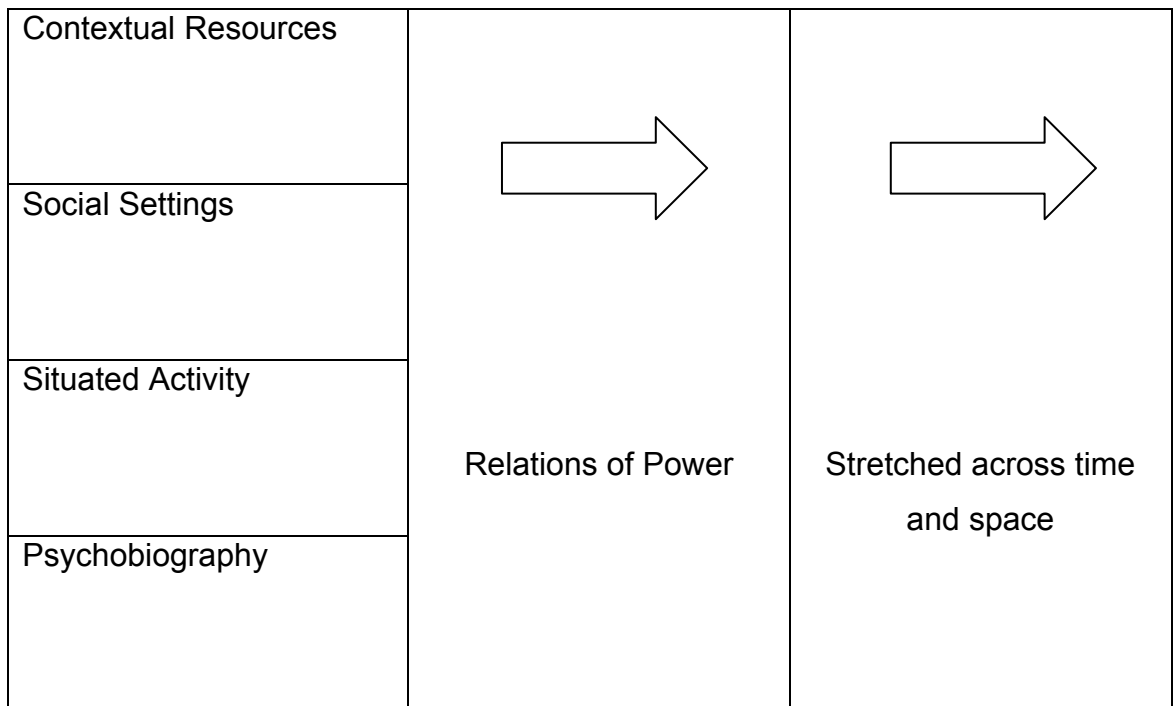 Contextual Resources
Social Settings
Situated Activity
Psychobiography
Relations of Power
Stretched across time
and space